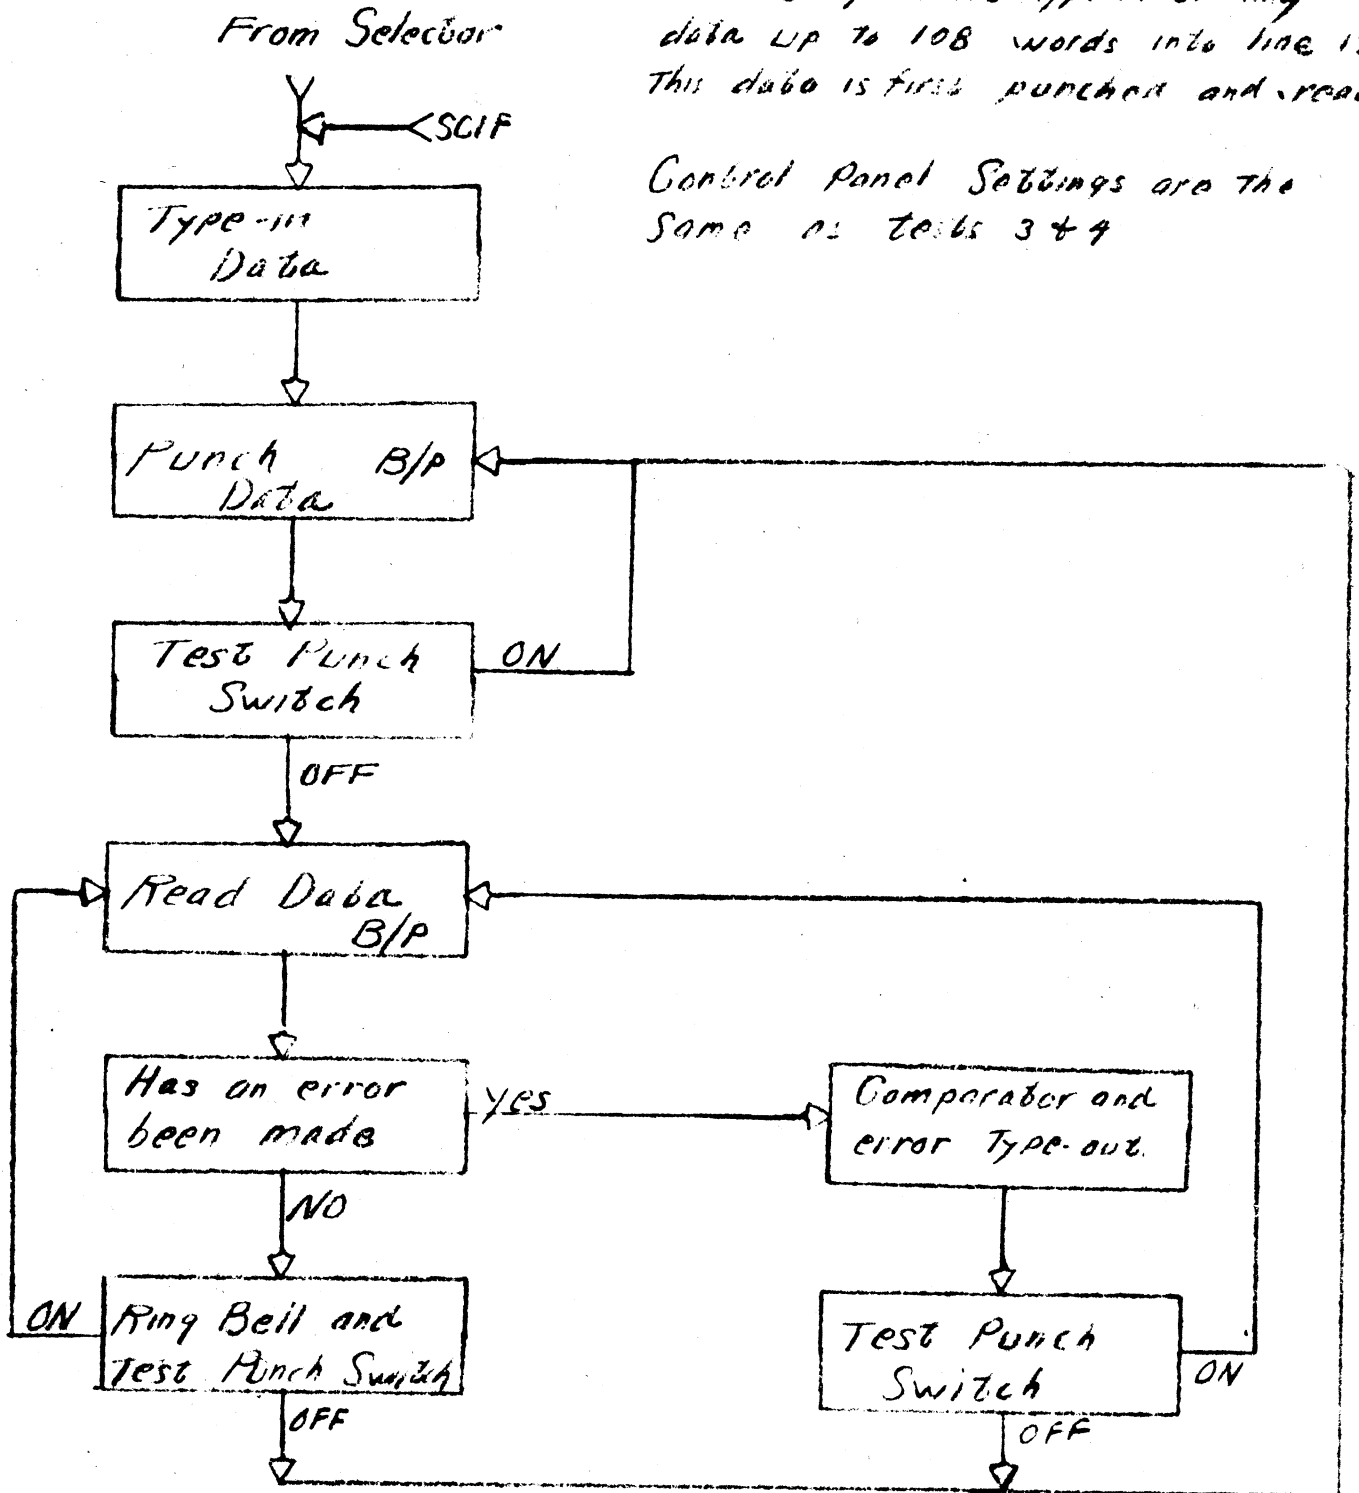 From Selector
data up to 108 words into line
This data is first punched and read
SCIF
Control Panel Settings are the
Same as tests 3 & 4
Type-in
Data
Punch B/P
Data
Test Punch
Switch
ON
OFF
Read Data
B/P
Has an error
been made
Yes
Comparator and
error Type-out.
NO
Ring Bell and
Test Punch Switch
ON
OFF
Test Punch
Switch
ON
OFF